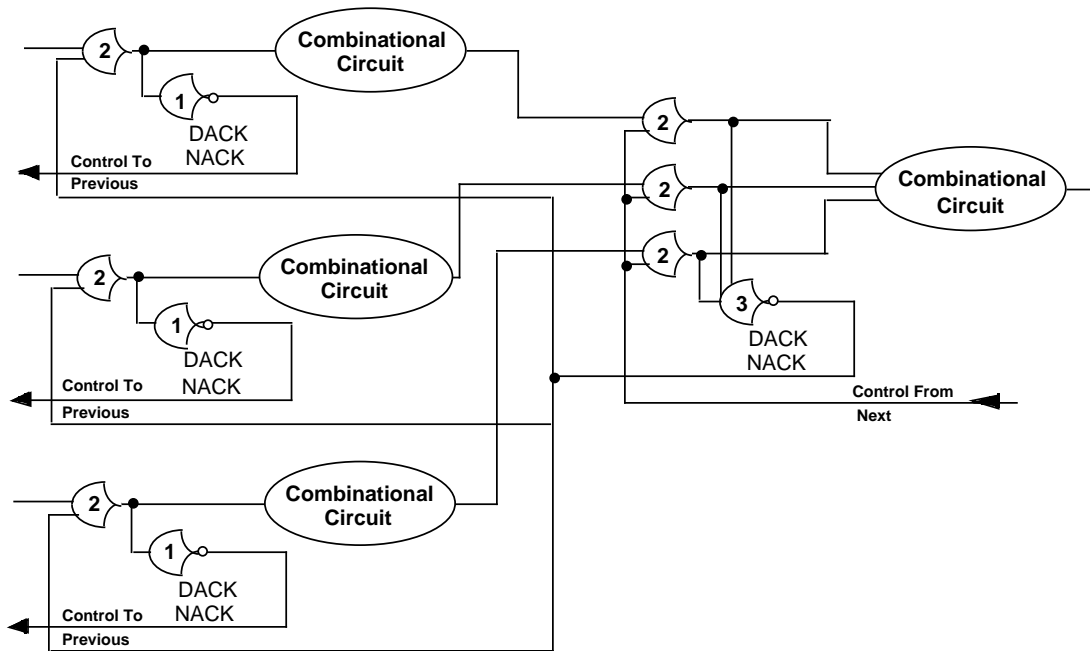 2
Combinational
Circuit
1
DACK
NACK
Control To
Previous
2
2
2
Combinational
Circuit
3
DACK
NACK
Control From
Next
2
Combinational
Circuit
1
DACK
NACK
Control To
Previous
2
Combinational
Circuit
1
DACK
NACK
Control To
Previous